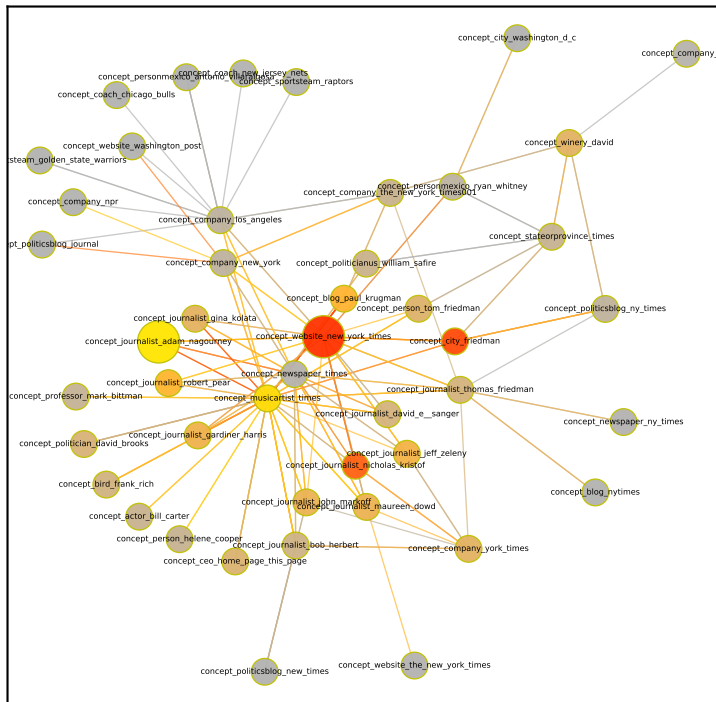 concept_city_washington_d_c
concept_company_
concept_coach_new_jersey_nets
concept_personmexico_antonio_villaraigosa
concept_sportsteam_raptors
concept_coach_chicago_bulls
concept_website_washington_post
concept_winery_david
tsteam_golden_state_warriors
concept_personmexico_ryan_whitney
concept_company_the_new_york_times001
concept_company_npr
concept_company_los_angeles
concept_stateorprovince_times
pt_politicsblog_journal
concept_company_new_york
concept_politicianus_william_safire
concept_blog_paul_krugman
concept_person_tom_friedman
concept_politicsblog_ny_times
concept_journalist_gina_kolata
concept_website_new_york_times
concept_journalist_adam_nagourney
concept_city_friedman
concept_newspaper_times
concept_journalist_robert_pear
concept_journalist_thomas_friedman
concept_professor_mark_bittman
concept_musicartist_times
concept_journalist_david_e__sanger
concept_newspaper_ny_times
concept_politician_david_brooks
concept_journalist_gardiner_harris
concept_journalist_jeff_zeleny
concept_journalist_nicholas_kristof
concept_bird_frank_rich
concept_blog_nytimes
concept_journalist_john_markoff
concept_journalist_maureen_dowd
concept_actor_bill_carter
concept_person_helene_cooper
concept_journalist_bob_herbert
concept_company_york_times
concept_ceo_home_page_this_page
concept_politicsblog_new_times
concept_website_the_new_york_times